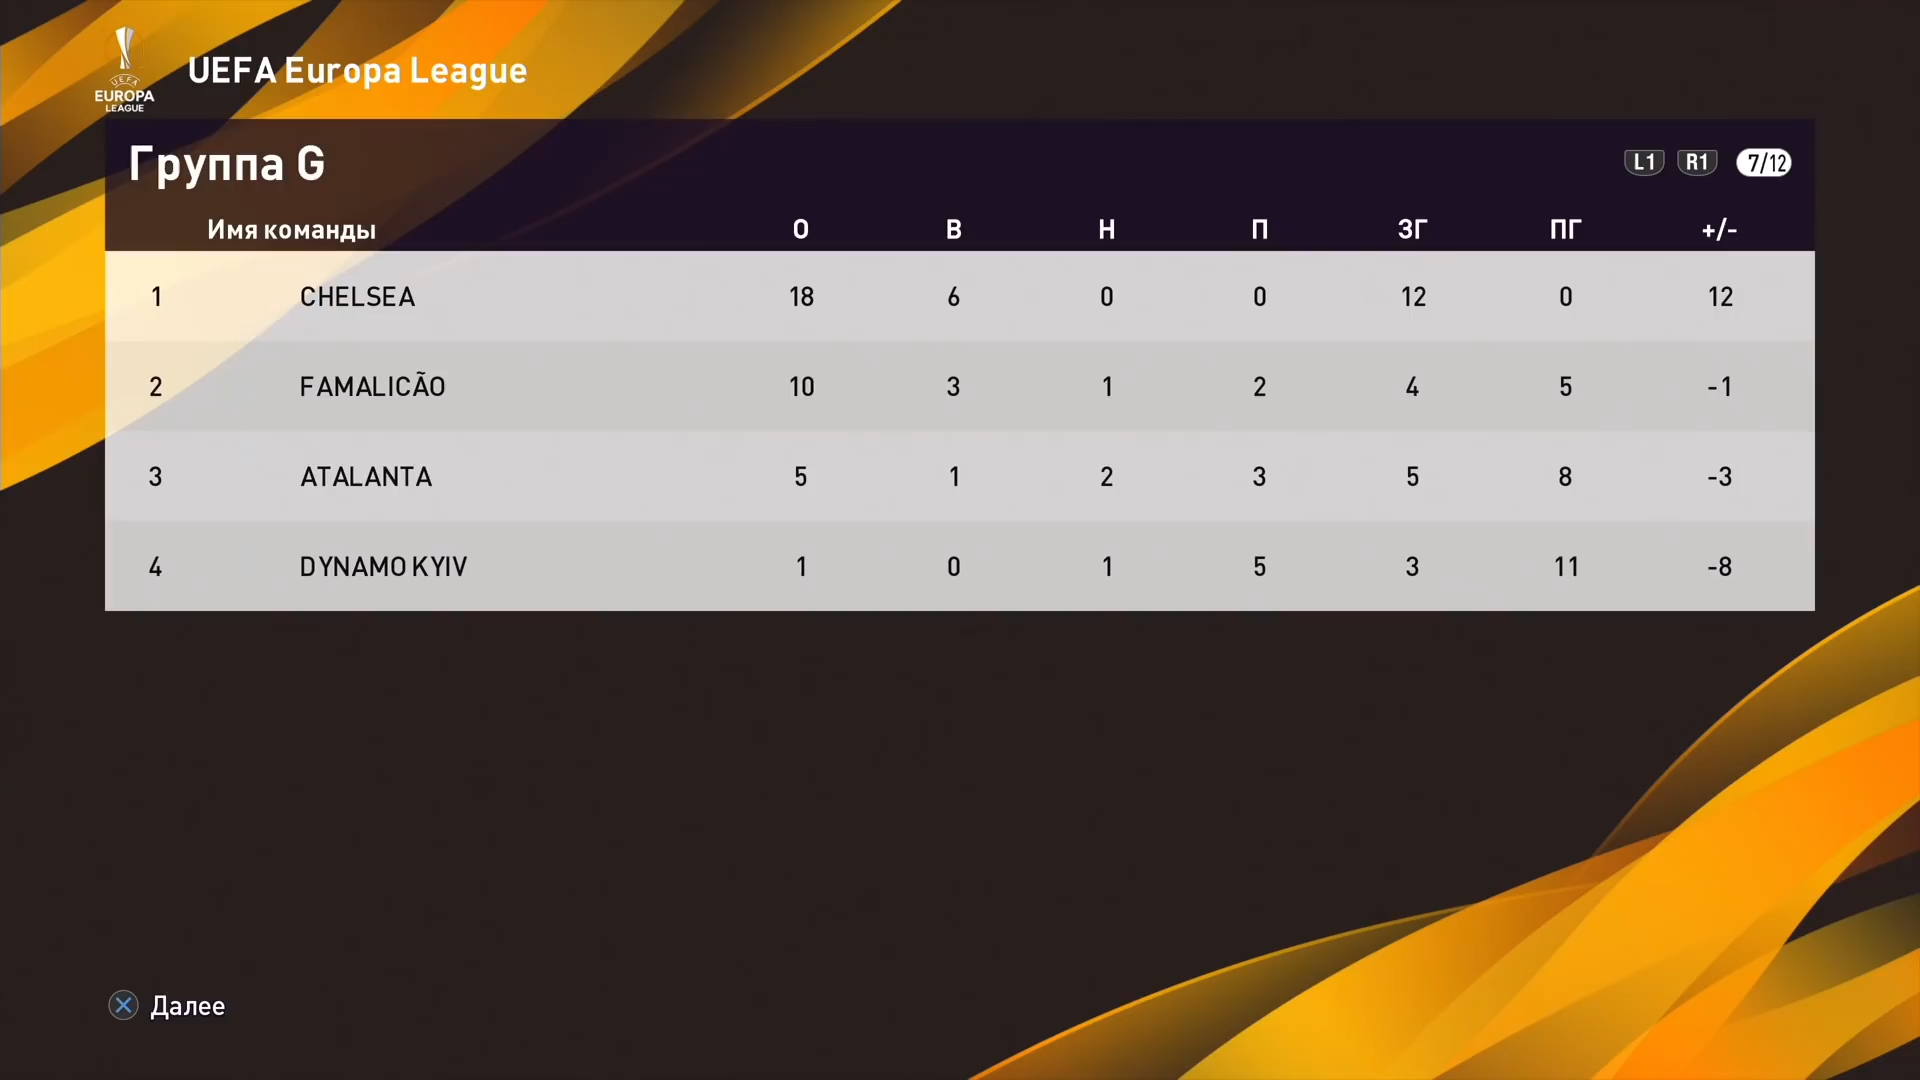 UEFA
EUROPA
LEAGUE
UEFA Europa League
Группа G
L1 R1 7/12
Имя команды О В Н П ЗГ ПГ +/-
1 CHELSEA 18 6 0 0 12 0 12
2 FAMALICÃO 10 3 1 2 4 5 -1
3 ATALANTA 5 1 2 3 5 8 -3
4 DYNAMO KYIV 1 0 1 5 3 11 -8
Далее